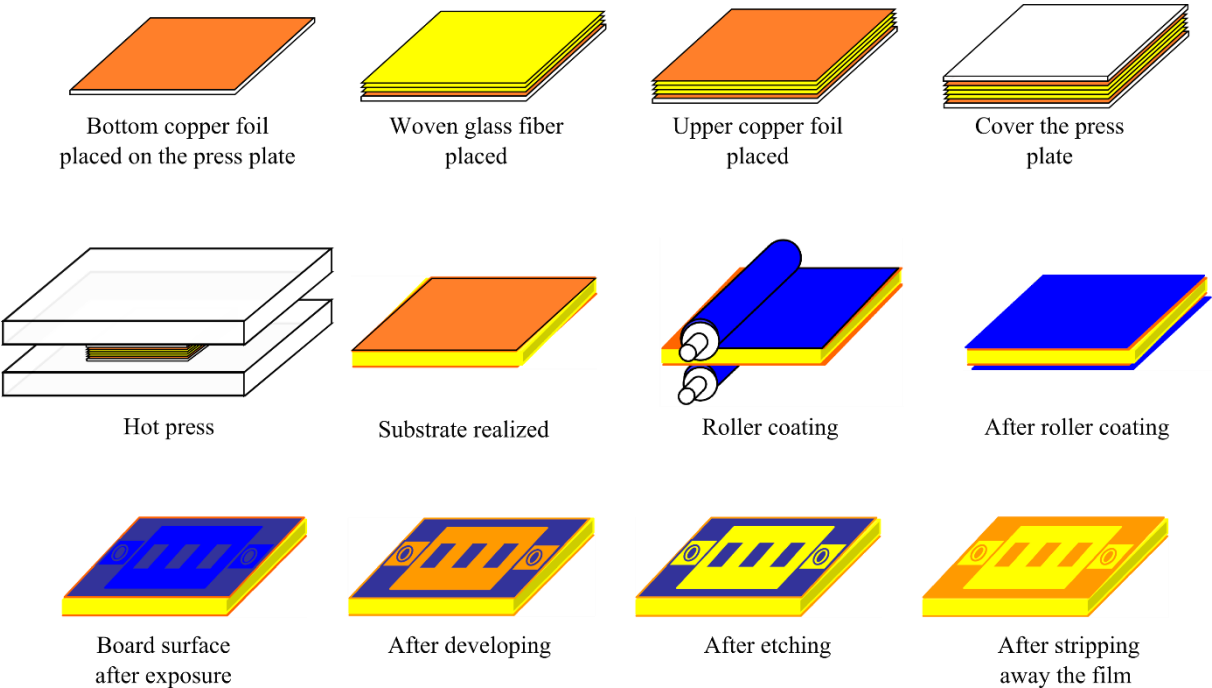 Bottom copper foil
placed on the press plate
Woven glass fiber
placed
Upper copper foil
placed
Cover the press
plate
Hot press
Substrate realized
Roller coating
After roller coating
Board surface
after exposure
After developing
After etching
After stripping
away the film